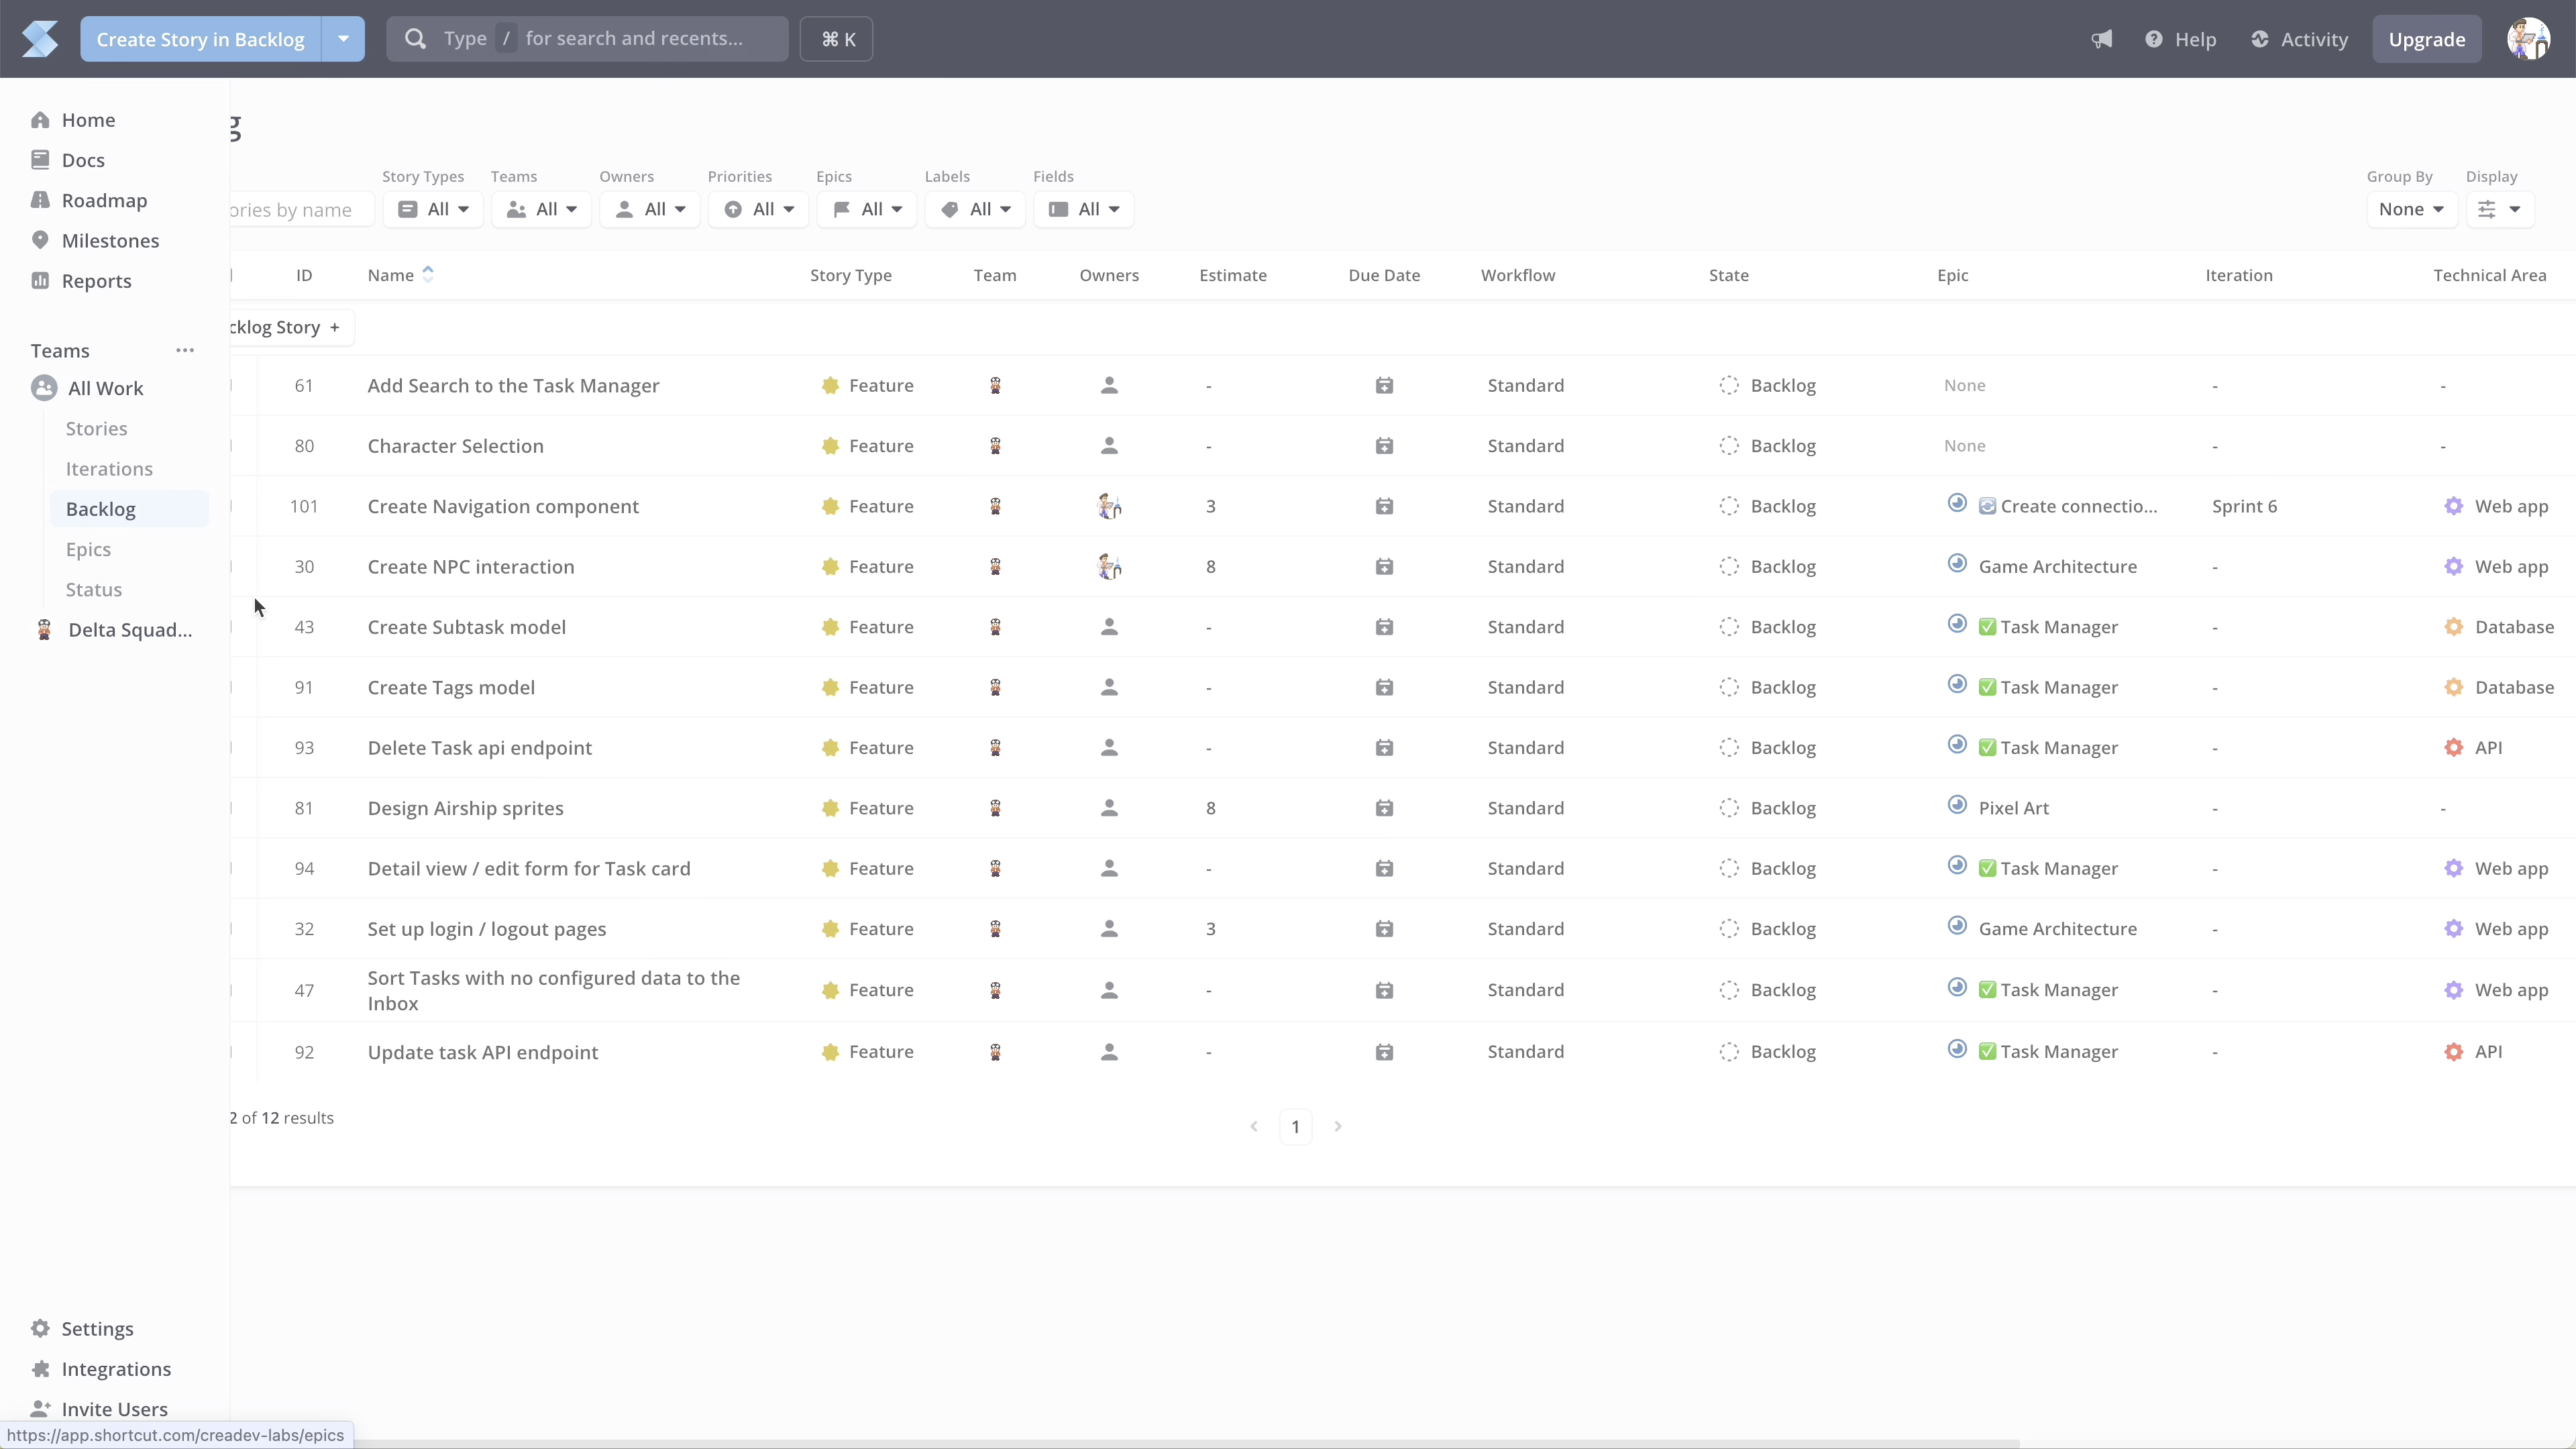 Create Story in Backlog
Type / for search and recents...
⌘ K
Help
Activity
Upgrade
Home
Docs
Roadmap
Milestones
Reports
Teams
All Work
Stories
Iterations
Backlog
Epics
Status
Delta Squad...
Settings
Integrations
Invite Users
https://app.shortcut.com/creadev-labs/epics
g
Story Types Teams Owners Priorities Epics Labels Fields Group By Display
ories by name All All All All All All All None
ID Name Story Type Team Owners Estimate Due Date Workflow State Epic Iteration Technical Area
cklog Story +
61 Add Search to the Task Manager Feature - Standard Backlog None - -
80 Character Selection Feature - Standard Backlog None - -
101 Create Navigation component Feature 3 Standard Backlog Create connectio... Sprint 6 Web app
30 Create NPC interaction Feature 8 Standard Backlog Game Architecture - Web app
43 Create Subtask model Feature - Standard Backlog ✅ Task Manager - Database
91 Create Tags model Feature - Standard Backlog ✅ Task Manager - Database
93 Delete Task api endpoint Feature - Standard Backlog ✅ Task Manager - API
81 Design Airship sprites Feature 8 Standard Backlog Pixel Art - -
94 Detail view / edit form for Task card Feature - Standard Backlog ✅ Task Manager - Web app
32 Set up login / logout pages Feature 3 Standard Backlog Game Architecture - Web app
47 Sort Tasks with no configured data to the
Inbox Feature - Standard Backlog ✅ Task Manager - Web app
92 Update task API endpoint Feature - Standard Backlog ✅ Task Manager - API
2 of 12 results
1